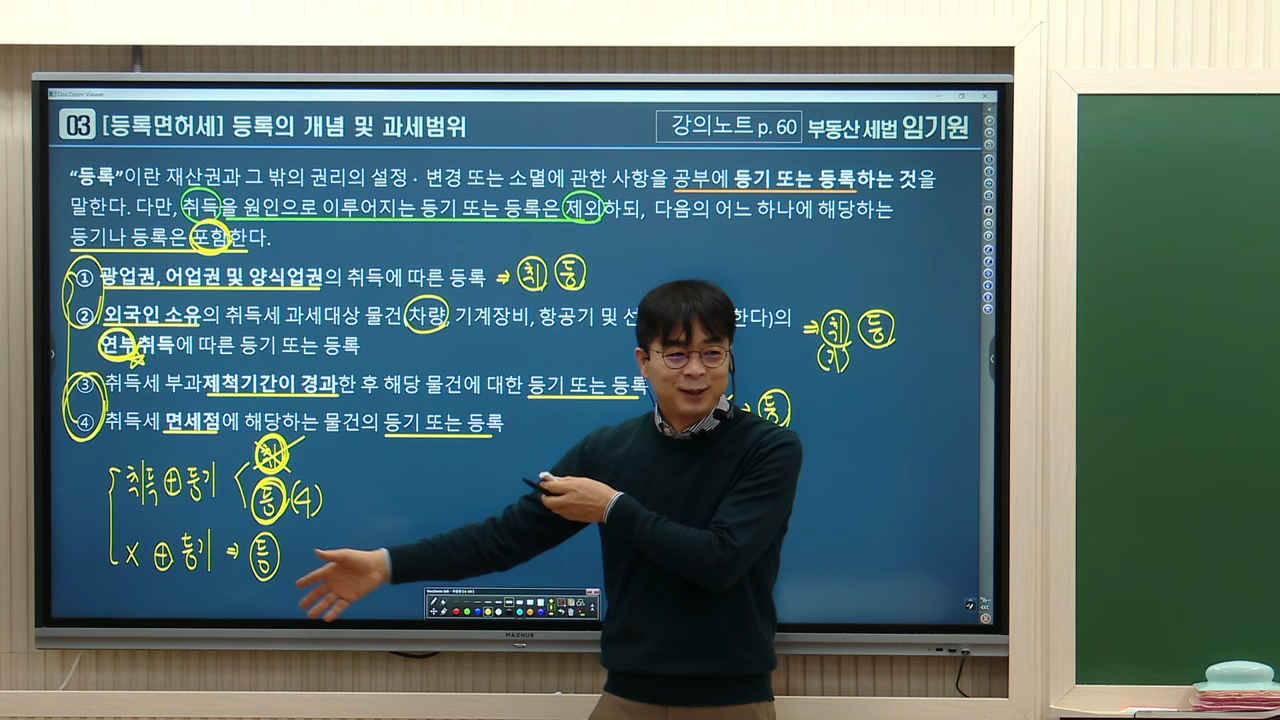 DocZoom Viewer
03 [등록면허세] 등록의 개념 및 과세범위 강의노트 p. 60 부동산 세법 임기원
“등록”이란 재산권과 그 밖의 권리의 설정 · 변경 또는 소멸에 관한 사항을 공부에 등기 또는 등록하는 것을
말한다. 다만, 취득을 원인으로 이루어지는 등기 또는 등록은 제외하되, 다음의 어느 하나에 해당하는
등기나 등록은 포함한다.
① 광업권, 어업권 및 양식업권의 취득에 따른 등록 ⇒ 취 등
② 외국인 소유의 취득세 과세대상 물건(차량, 기계장비, 항공기 및 선 한다)의 ⇒ 취 등
연부취득에 따른 등기 또는 등록
③ 취득세 부과제척기간이 경과한 후 해당 물건에 대한 등기 또는 등록
④ 취득세 면세점에 해당하는 물건의 등기 또는 등록 등
취득 ⊕ 등기 취
등 (4)
X ⊕ 등기 ⇒ 등
MAXHUB